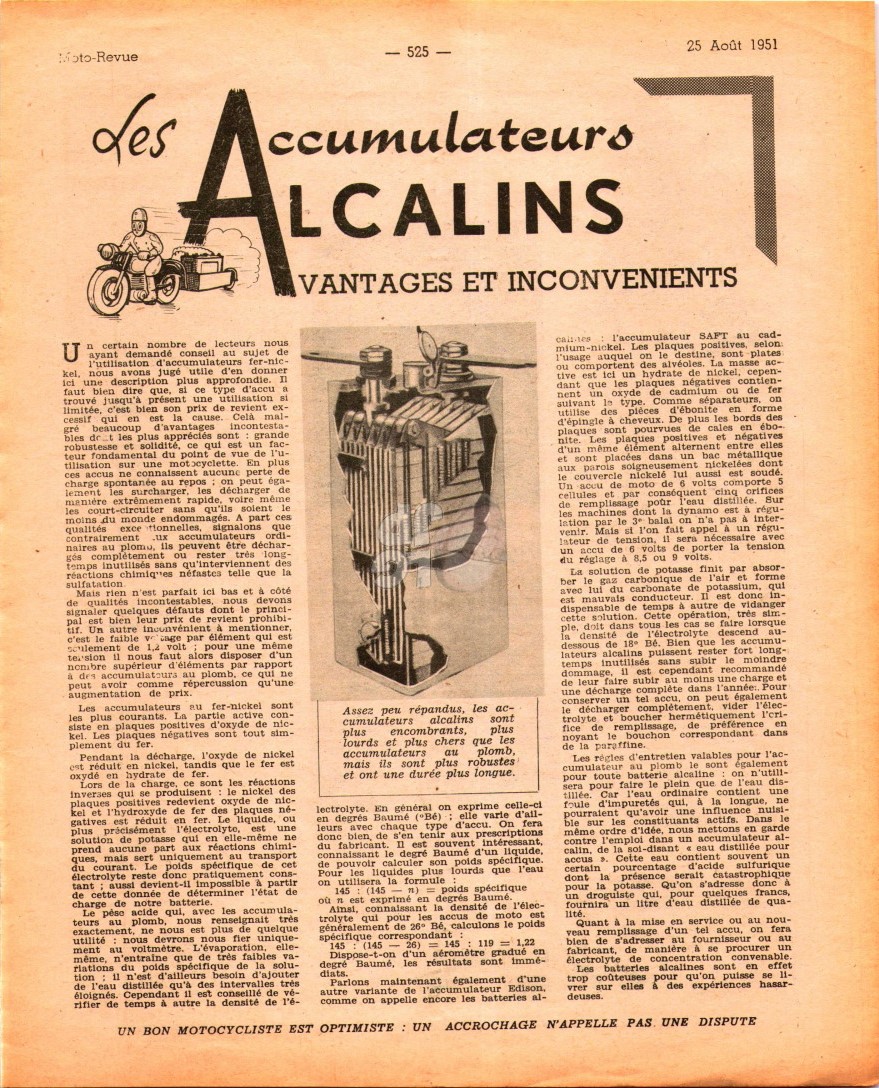 Moto-Revue
— 525 —
25 Août 1951
Les Accumulateurs
ALCALINS
AVANTAGES ET INCONVENIENTS
Un certain nombre de lecteurs nous
ayant demandé conseil au sujet de
l'utilisation d'accumulateurs fer-nic-
kel, nous avons jugé utile d'en donner
ici une description plus approfondie. Il
faut bien dire que, si ce type d'accu a
trouvé jusqu'à présent une utilisation si
limitée, c'est bien son prix de revient ex-
cessif qui en est la cause. Celà mal-
gré beaucoup d'avantages incontesta-
bles dont les plus appréciés sont : grande
robustesse et solidité, ce qui est un fac-
teur fondamental du point de vue de l'u-
tilisation sur une motocyclette. En plus
ces accus ne connaissent aucune perte de
charge spontanée au repos ; on peut éga-
lement les surcharger, les décharger de
manière extrêmement rapide, voire même
les court-circuiter sans qu'ils soient le
moins du monde endommagés. A part ces
qualités exceptionnelles, signalons que
contrairement aux accumulateurs ordi-
naires au plomb, ils peuvent être déchar-
gés complètement ou rester très long-
temps inutilisés sans qu'interviennent des
réactions chimiques néfastes telle que la
sulfatation.
Mais rien n'est parfait ici bas et à côté
de qualités incontestables, nous devons
signaler quelques défauts dont le princi-
pal est bien leur prix de revient prohibi-
tif. Un autre inconvénient à mentionner,
c'est le faible voltage par élément qui est
seulement de 1,2 volt ; pour une même
tension il nous faut alors disposer d'un
nombre supérieur d'éléments par rapport
à des accumulateurs au plomb, ce qui ne
peut avoir comme répercussion qu'une
augmentation de prix.
Les accumulateurs au fer-nickel sont
les plus courants. La partie active con-
siste en plaques positives d'oxyde de nic-
kel. Les plaques négatives sont tout sim-
plement du fer.
Pendant la décharge, l'oxyde de nickel
est réduit en nickel, tandis que le fer est
oxydé en hydrate de fer.
Lors de la charge, ce sont les réactions
inverses qui se produisent : le nickel des
plaques positives redevient oxyde de nic-
kel et l'hydroxyde de fer des plaques né-
gatives est réduit en fer. Le liquide, ou
plus précisément l'électrolyte, est une
solution de potasse qui en elle-même ne
prend aucune part aux réactions chimi-
ques, mais sert uniquement au transport
du courant. Le poids spécifique de cet
électrolyte reste donc pratiquement cons-
tant ; aussi devient-il impossible à partir
de cette donnée de déterminer l'état de
charge de notre batterie.
Le pèse acide qui, avec les accumula-
teurs au plomb, nous renseignait très
exactement, ne nous est plus de quelque
utilité : nous devrons nous fier unique-
ment au voltmètre. L'évaporation, elle-
même, n'entraîne que de très faibles va-
riations du poids spécifique de la solu-
tion ; il n'est d'ailleurs besoin d'ajouter
de l'eau distillée qu'à des intervalles très
éloignés. Cependant il est conseillé de vé-
rifier de temps à autre la densité de l'é-
Assez peu répandus, les ac-
cumulateurs alcalins sont
plus encombrants, plus
lourds et plus chers que les
accumulateurs au plomb,
mais ils sont plus robustes
et ont une durée plus longue.
lectrolyte. En général on exprime celle-ci
en degrés Baumé (°Bé) ; elle varie d'ail-
leurs avec chaque type d'accu. On fera
donc bien, de s'en tenir aux prescriptions
du fabricant. Il est souvent intéressant,
connaissant le degré Baumé d'un liquide,
de pouvoir calculer son poids spécifique.
Pour les liquides plus lourds que l'eau
on utilisera la formule :
145 : (145 — n) = poids spécifique
où n est exprimé en degrés Baumé.
Ainsi, connaissant la densité de l'élec-
trolyte qui pour les accus de moto est
généralement de 26° Bé, calculons le poids
spécifique correspondant :
145 : (145 — 26) = 145 : 119 = 1,22
Dispose-t-on d'un aéromètre gradué en
degré Baumé, les résultats sont immé-
diats.
Parlons maintenant également d'une
autre variante de l'accumulateur Edison,
comme on appelle encore les batteries al-
calines : l'accumulateur SAFT au cad-
mium-nickel. Les plaques positives, selon
l'usage auquel on le destine, sont plates
ou comportent des alvéoles. La masse ac-
tive est ici un hydrate de nickel, cepen-
dant que les plaques négatives contien-
nent un oxyde de cadmium ou de fer
suivant le type. Comme séparateurs, on
utilise des pièces d'ébonite en forme
d'épingle à cheveux. De plus les bords des
plaques sont pourvues de cales en ébo-
nite. Les plaques positives et négatives
d'un même élément alternent entre elles
et sont placées dans un bac métallique
aux parois soigneusement nickelées dont
le couvercle nickelé lui aussi est soudé.
Un accu de moto de 6 volts comporte 5
cellules et par conséquent cinq orifices
de remplissage pour l'eau distillée. Sur
les machines dont la dynamo est à régu-
lation par le 3e balai on n'a pas à inter-
venir. Mais si l'on fait appel à un régu-
lateur de tension, il sera nécessaire avec
un accu de 6 volts de porter la tension
du réglage à 8,5 ou 9 volts.
La solution de potasse finit par absor-
ber le gaz carbonique de l'air et forme
avec lui du carbonate de potassium, qui
est mauvais conducteur. Il est donc in-
dispensable de temps à autre de vidanger
cette solution. Cette opération, très sim-
ple, doit dans tous les cas se faire lorsque
la densité de l'électrolyte descend au-
dessous de 18° Bé. Bien que les accumu-
lateurs alcalins puissent rester fort long-
temps inutilisés sans subir le moindre
dommage, il est cependant recommandé
de leur faire subir au moins une charge et
une décharge complète dans l'année. Pour
conserver un tel accu, on peut également
le décharger complètement, vider l'élec-
trolyte et boucher hermétiquement l'ori-
fice de remplissage, de préférence en
noyant le bouchon correspondant dans
de la paraffine.
Les règles d'entretien valables pour l'ac-
cumulateur au plomb le sont également
pour toute batterie alcaline : on n'utili-
sera pour faire le plein que de l'eau dis-
tillée. Car l'eau ordinaire contient une
foule d'impuretés qui, à la longue, ne
pourraient qu'avoir une influence nuisi-
ble sur les constituants actifs. Dans le
même ordre d'idée, nous mettons en garde
contre l'emploi dans un accumulateur al-
calin, de la soi-disant « eau distillée pour
accus ». Cette eau contient souvent un
certain pourcentage d'acide sulfurique
dont la présence serait catastrophique
pour la potasse. Qu'on s'adresse donc à
un droguiste qui, pour quelques francs,
fournira un litre d'eau distillée de qua-
lité.
Quant à la mise en service ou au nou-
veau remplissage d'un tel accu, on fera
bien de s'adresser au fournisseur ou au
fabricant, de manière à se procurer un
électrolyte de concentration convenable.
Les batteries alcalines sont en effet
trop coûteuses pour qu'on puisse se li-
vrer sur elles à des expériences hasar-
deuses.
UN BON MOTOCYCLISTE EST OPTIMISTE : UN ACCROCHAGE N'APPELLE PAS UNE DISPUTE